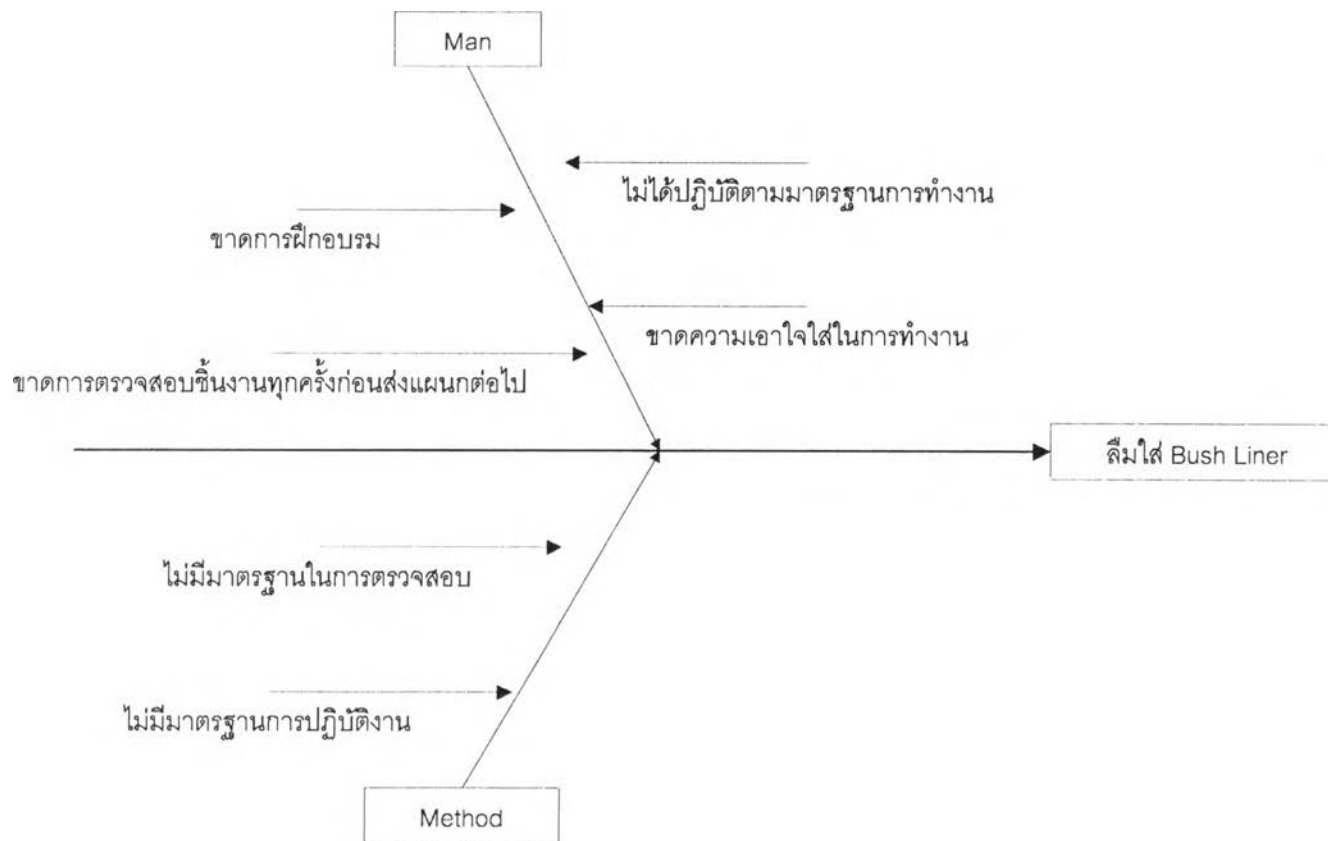 Man
ไม่ได้ปฏิบัติตามมาตรฐานการทำงาน
ขาดการฝึกอบรม
ขาดความเอาใจใส่ในการทำงาน
ขาดการตรวจสอบชิ้นงานทุกครั้งก่อนส่งแผนกต่อไป
ลืมใส่ Bush Liner
ไม่มีมาตรฐานในการตรวจสอบ
ไม่มีมาตรฐานการปฏิบัติงาน
Method